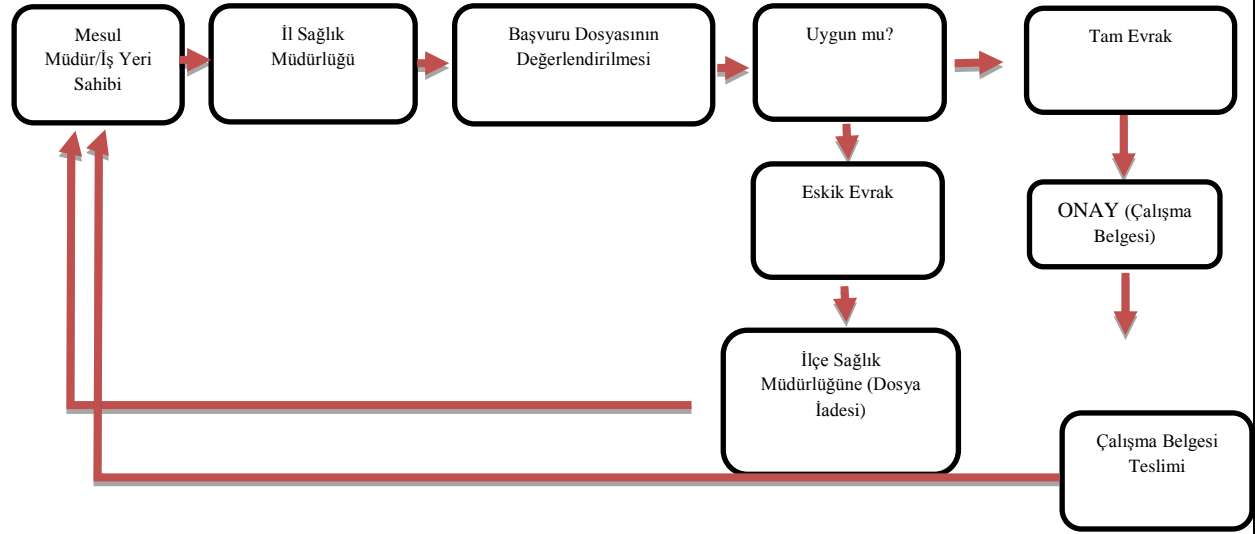 Mesul
Müdür/İş Yeri
Sahibi
İl Sağlık
Müdürlüğü
Başvuru Dosyasının
Değerlendirilmesi
Uygun mu?
Tam Evrak
Eskik Evrak
ONAY (Çalışma
Belgesi)
İlçe Sağlık
Müdürlüğüne (Dosya
İadesi)
Çalışma Belgesi
Teslimi